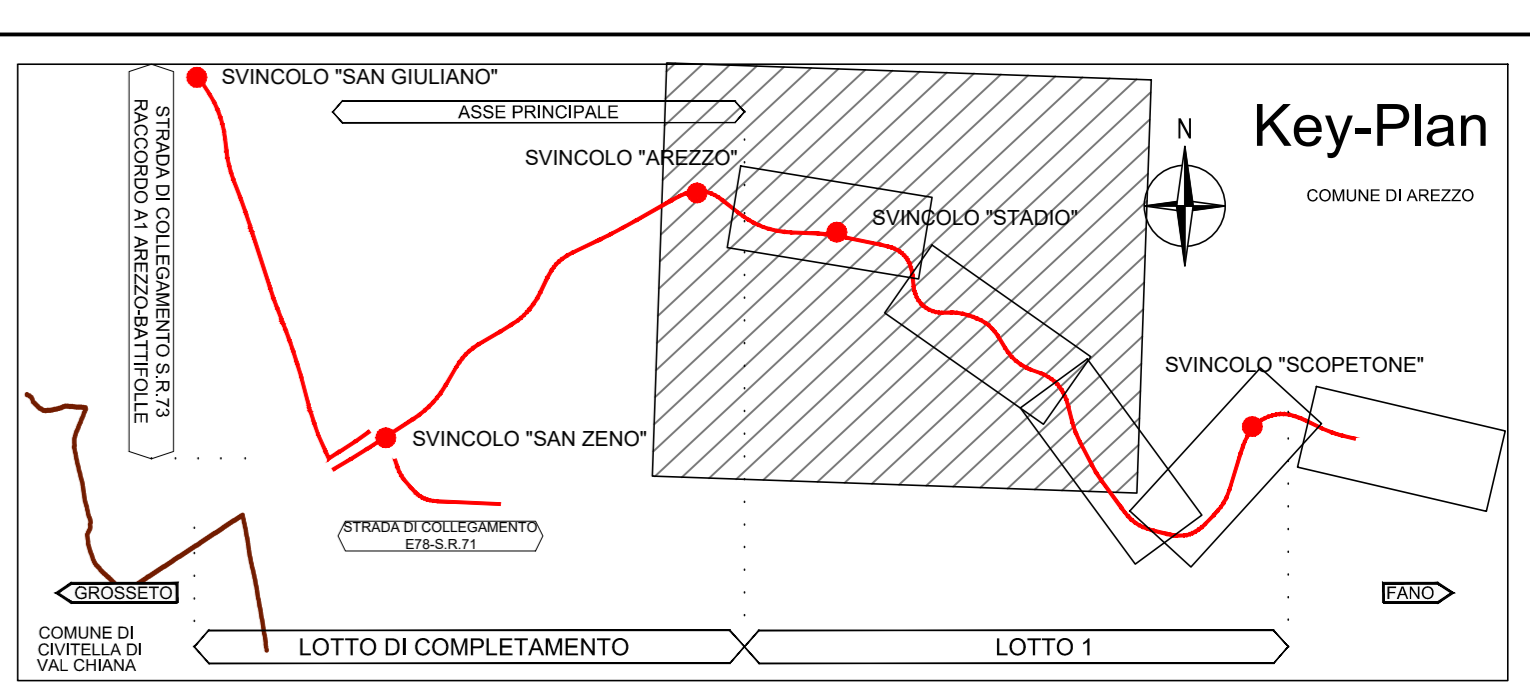 SVINCOLO "SAN GIULIANO"
STRADA DI COLLEGAMENTO S.R.73
RACCORDO A1 AREZZO-BATTIFOLLE
ASSE PRINCIPALE
SVINCOLO "AREZZO"
N
Key-Plan
COMUNE DI AREZZO
SVINCOLO "STADIO"
SVINCOLO "SCOPETONE"
SVINCOLO "SAN ZENO"
STRADA DI COLLEGAMENTO
E78-S.R.71
GROSSETO
FANO
COMUNE DI
CIVITELLA DI
VAL CHIANA
LOTTO DI COMPLETAMENTO
LOTTO 1